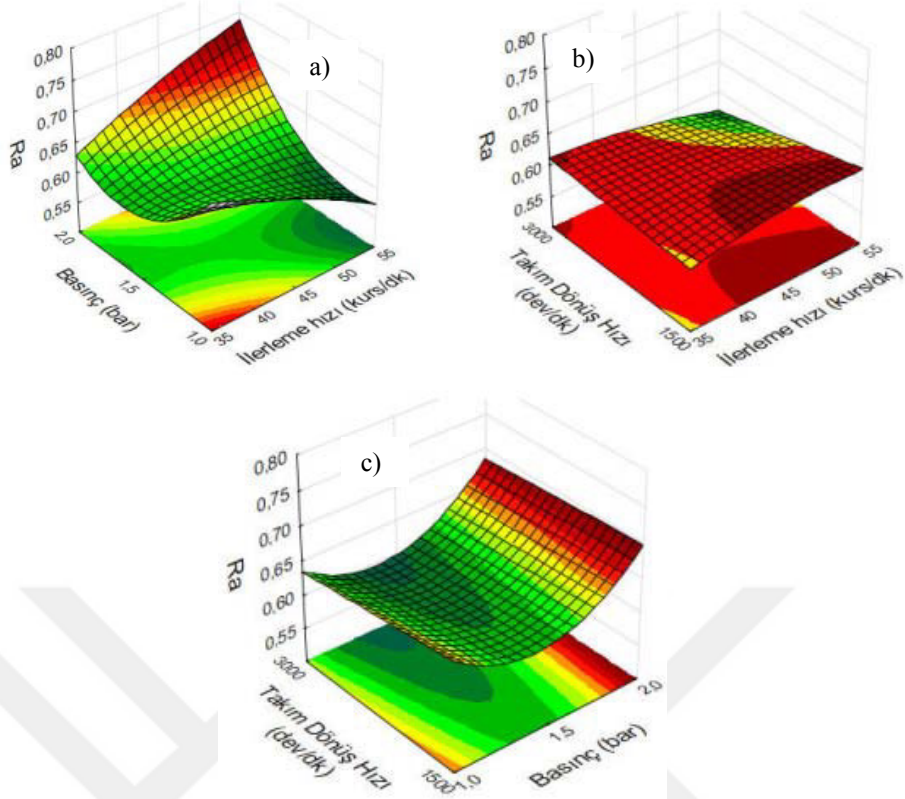 a)
0,80
0,75
0,70
0,65
0,60
0,55
Ra
2,0
1,5
1,0
Basınç (bar)
35
40
45
50
55
İlerleme hızı (kurs/dk)
b)
0,80
0,75
0,70
0,65
0,60
0,55
Ra
3000
1500
Takım Dönüş Hızı
(dev/dk)
35
40
45
50
55
İlerleme hızı (kurs/dk)
c)
0,80
0,75
0,70
0,65
0,60
0,55
Ra
3000
1500
Takım Dönüş Hızı
(dev/dk)
1,0
1,5
2,0
Basınç (bar)